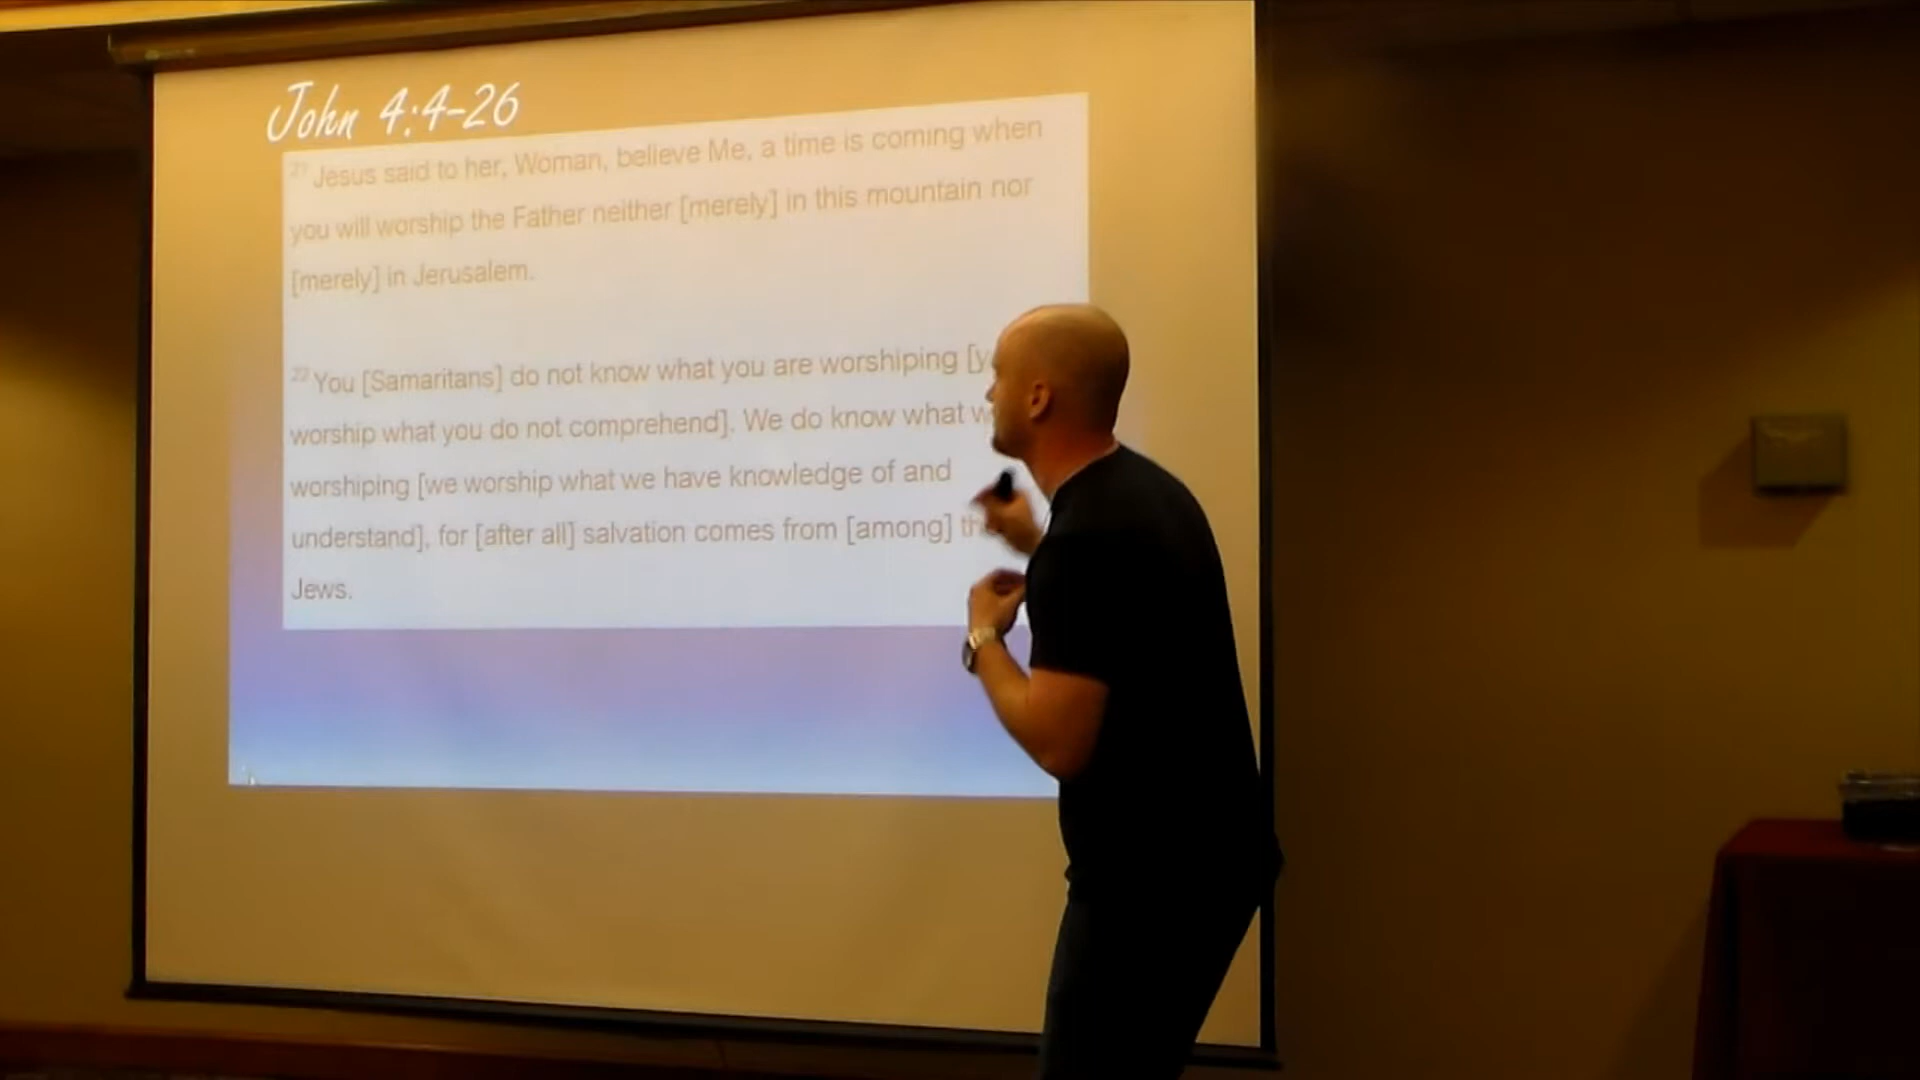 John 4:4-26
21 Jesus said to her, Woman, believe Me, a time is coming when
you will worship the Father neither [merely] in this mountain nor
[merely] in Jerusalem.
22 You [Samaritans] do not know what you are worshiping
worship what you do not comprehend]. We do know what
worshiping [we worship what we have knowledge of and
understand], for [after all] salvation comes from [among]
Jews.